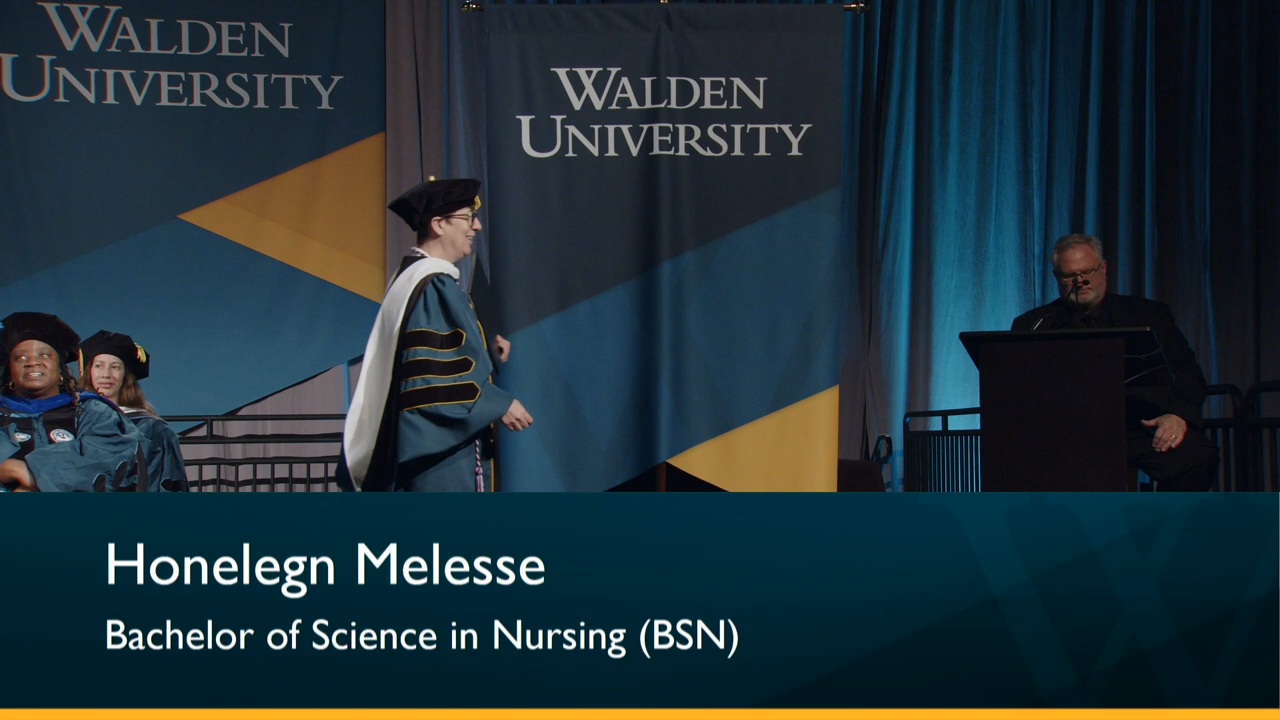 WALDEN
UNIVERSITY
WALDEN
UNIVERSITY
Honelegn Melesse
Bachelor of Science in Nursing (BSN)